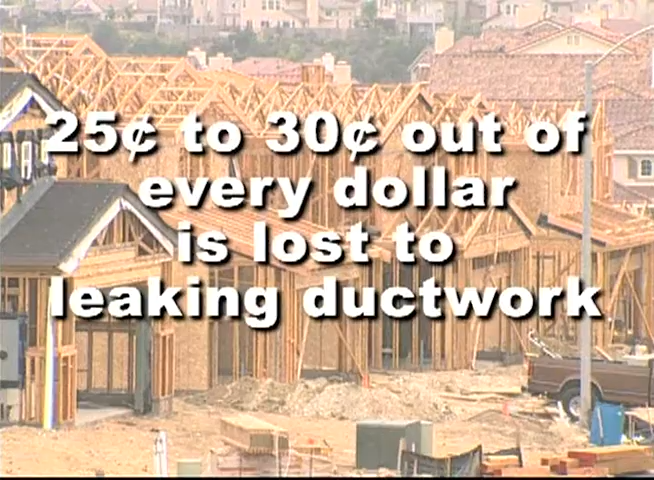 25¢ to 30¢ out of
every dollar
is lost to
leaking ductwork